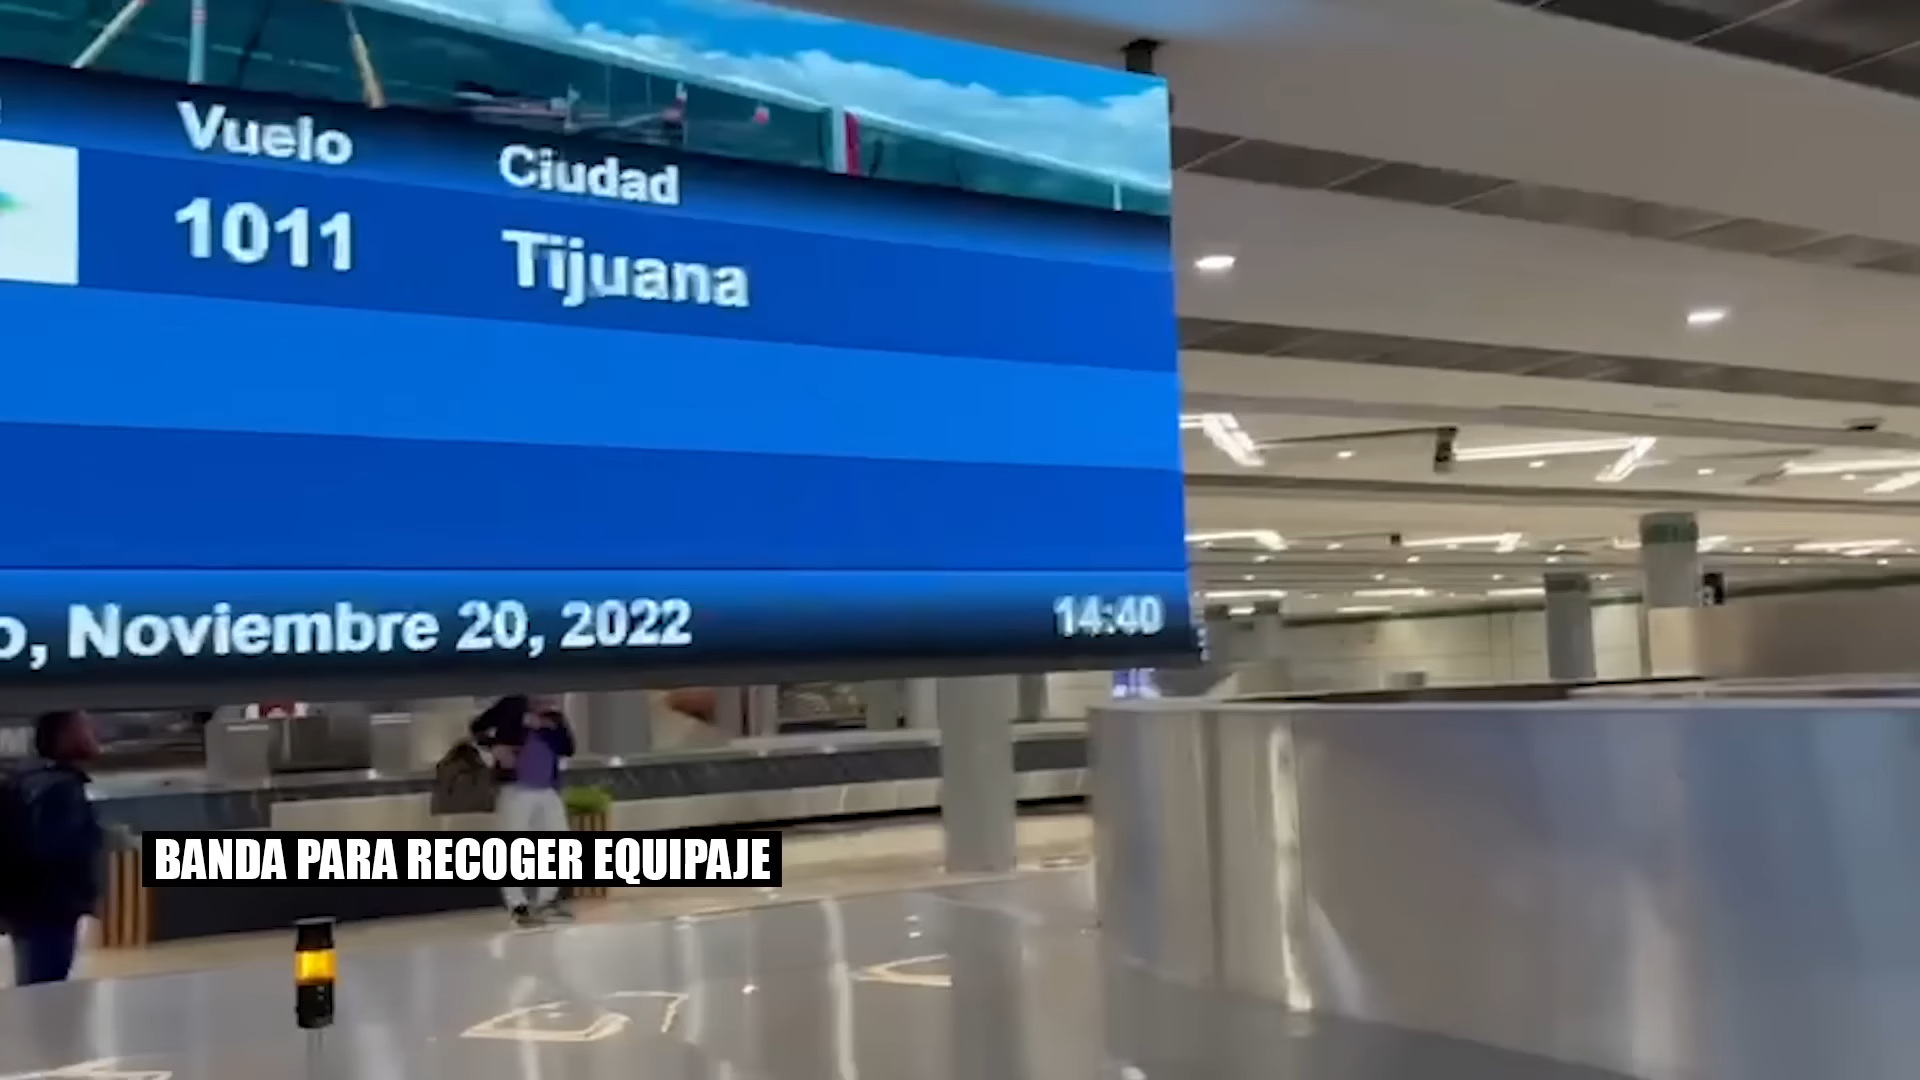 Vuelo Ciudad
1011 Tijuana
o, Noviembre 20, 2022 14:40
BANDA PARA RECOGER EQUIPAJE